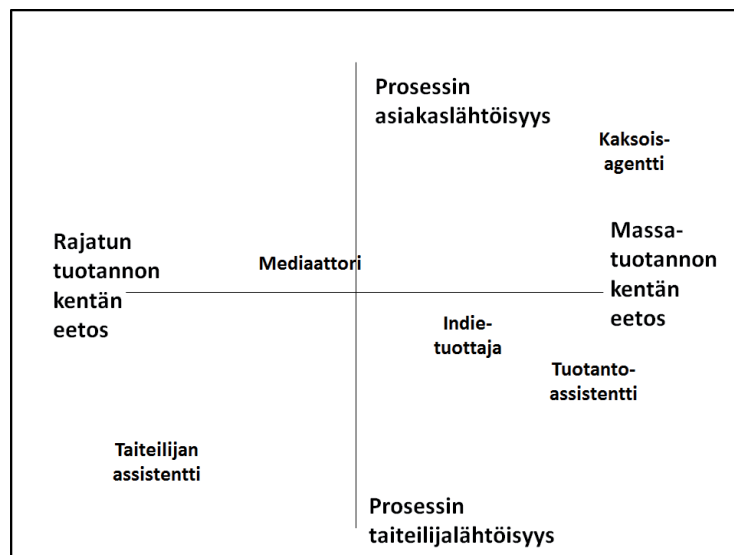 Prosessin
asiakaslähtöisyys
Kaksois-
agentti
Rajatun
tuotannon
kentän
eetos
Mediaattori
Massa-
tuotannon
kentän
eetos
Indie-
tuottaja
Tuotanto-
assistentti
Taiteilijan
assistentti
Prosessin
taiteilijalähtöisyys